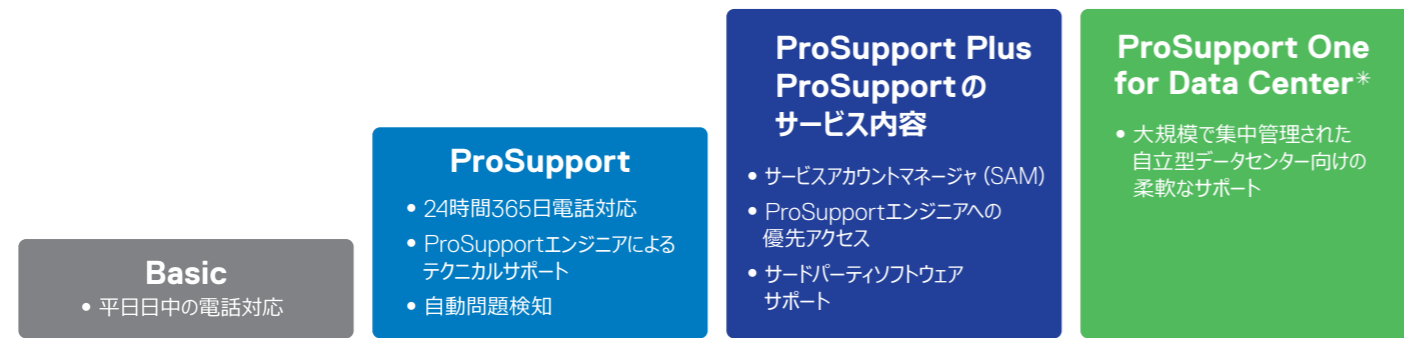 Basic
• 平日日中の電話対応
ProSupport
• 24時間365日電話対応
• ProSupportエンジニアによる
テクニカルサポート
• 自動問題検知
ProSupport Plus
ProSupportの
サービス内容
• サービスアカウントマネージャ (SAM)
• ProSupportエンジニアへの
優先アクセス
• サードパーティソフトウェア
サポート
ProSupport One
for Data Center*
• 大規模で集中管理された
自立型データセンター向けの
柔軟なサポート